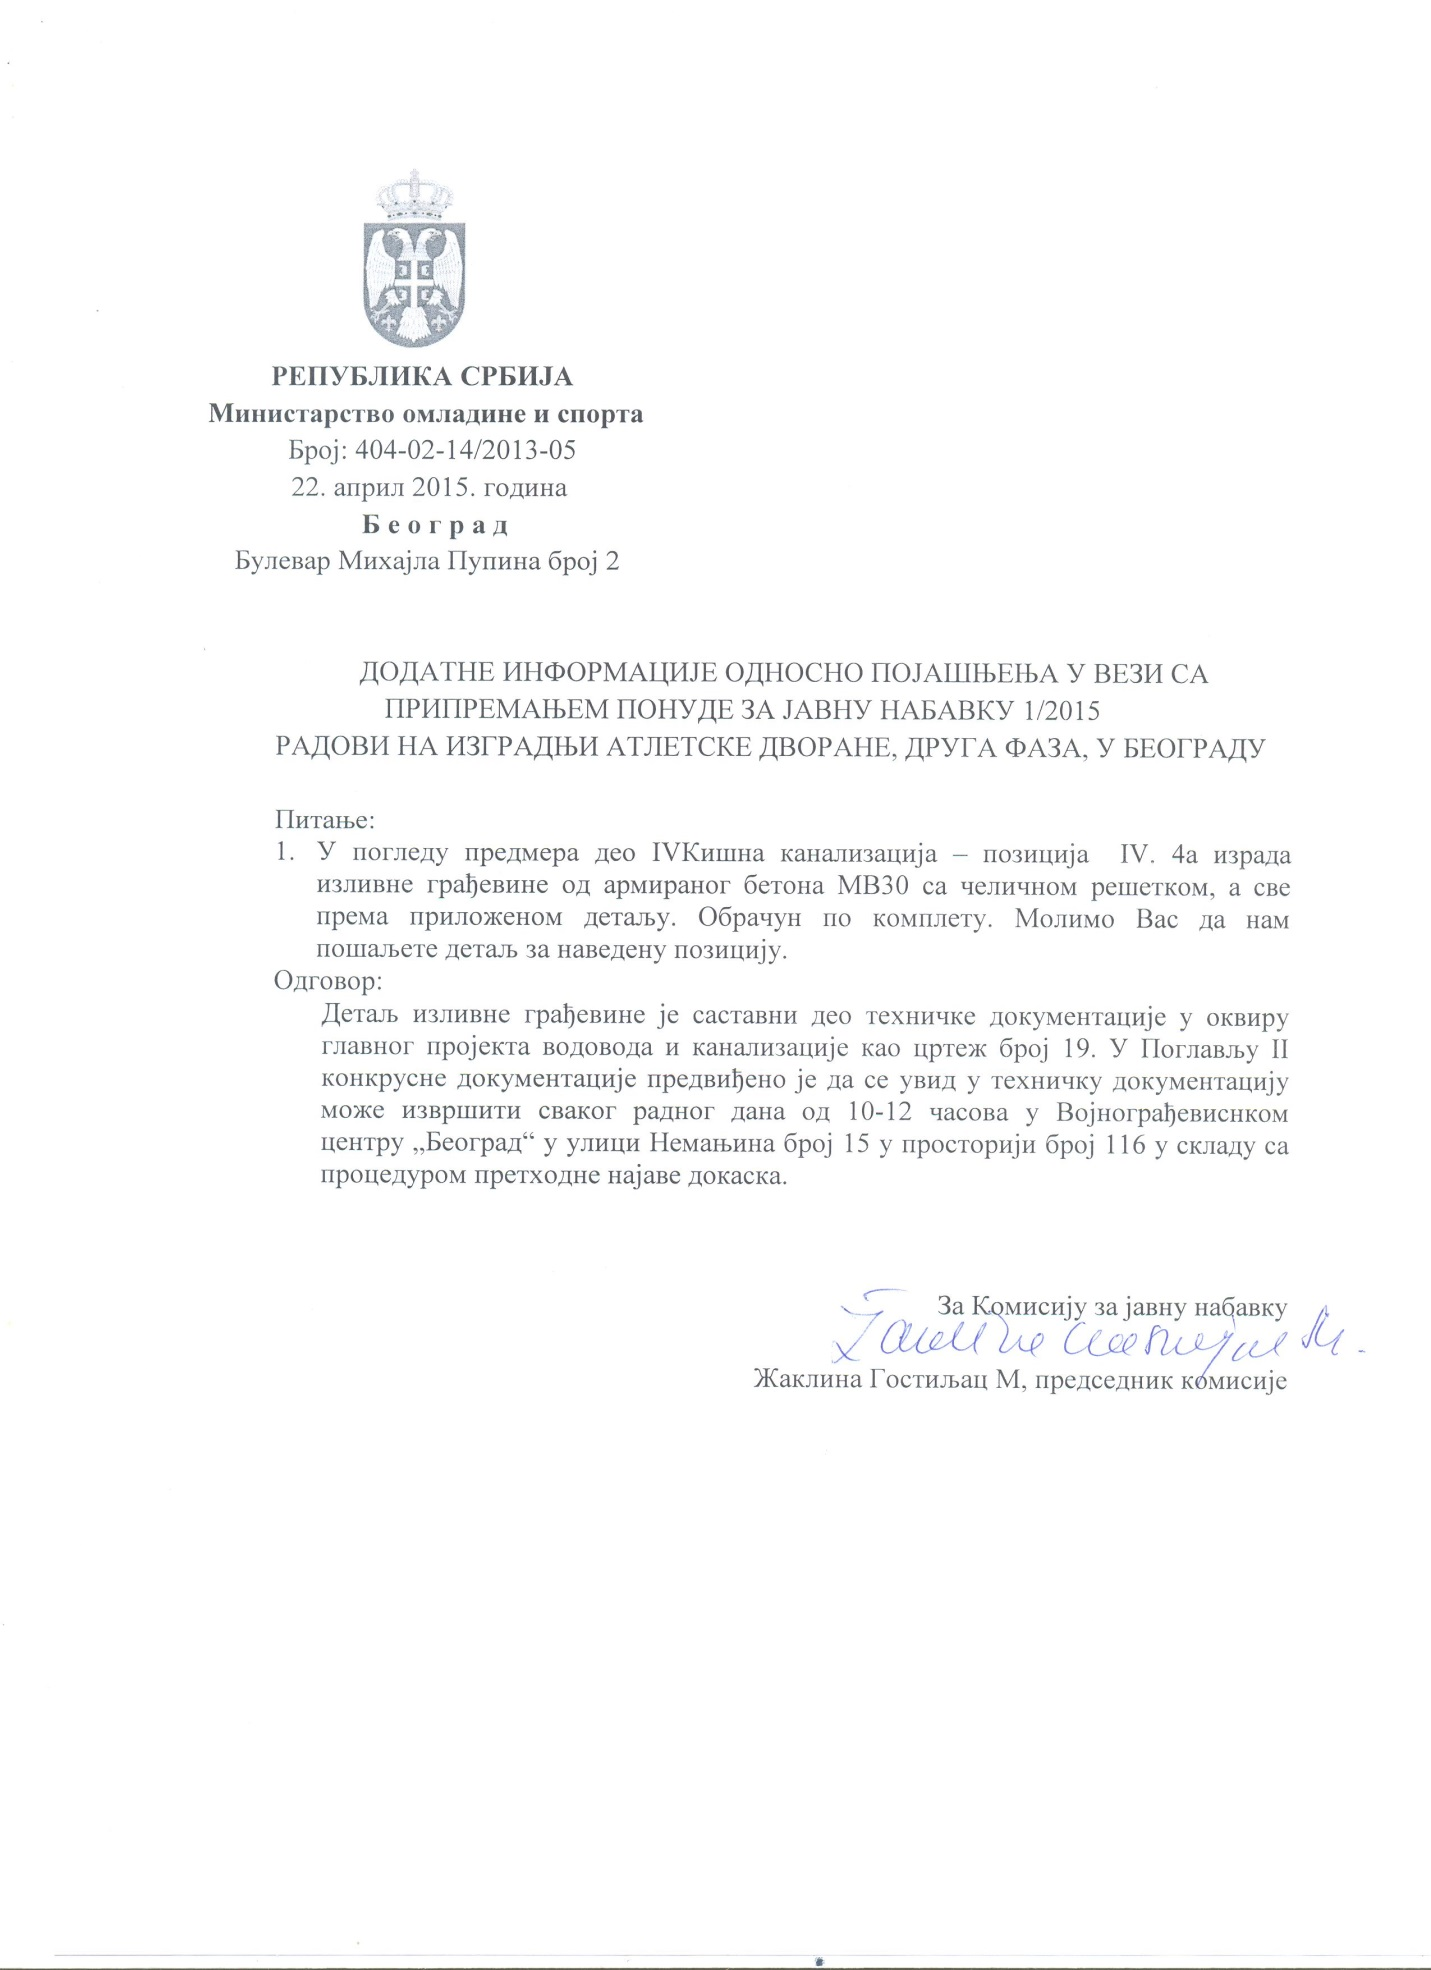 РЕПУБЛИКА СРБИЈА
Министарство омладине и спорта
Број: 404-02-14/2013-05
22. април 2015. година
Б е о г р а д
Булевар Михајла Пупина број 2
ДОДАТНЕ ИНФОРМАЦИЈЕ ОДНОСНО ПОЈАШЊЕЊА У ВЕЗИ СА
ПРИПРЕМАЊЕМ ПОНУДЕ ЗА ЈАВНУ НАБАВКУ 1/2015
РАДОВИ НА ИЗГРАДЊИ АТЛЕТСКЕ ДВОРАНЕ, ДРУГА ФАЗА, У БЕОГРАДУ
Питање:
1. У погледу предмера део IVКишна канализација – позиција IV. 4а израда
изливне грађевине од армираног бетона МВ30 са челичном решетком, а све
према приложеном детаљу. Обрачун по комплету. Молимо Вас да нам
пошаљете детаљ за наведену позицију.
Одговор:
Детаљ изливне грађевине је саставни део техничке документације у оквиру
главног пројекта водовода и канализације као цртеж број 19. У Поглављу II
конкрусне документације предвиђено је да се увид у техничку документацију
може извршити сваког радног дана од 10-12 часова у Војнограђевиснком
центру „Београд“ у улици Немањина број 15 у просторији број 116 у складу са
процедуром претходне најаве докаска.
За Комисију за јавну набавку
Жаклина Гостиљац М, председник комисије